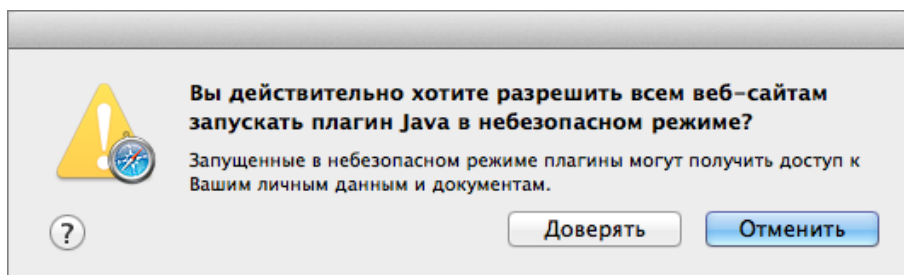 Вы действительно хотите разрешить всем веб-сайтам
запускать плагин Java в небезопасном режиме?
Запущенные в небезопасном режиме плагины могут получить доступ к
Вашим личным данным и документам.
?
Доверять
Отменить